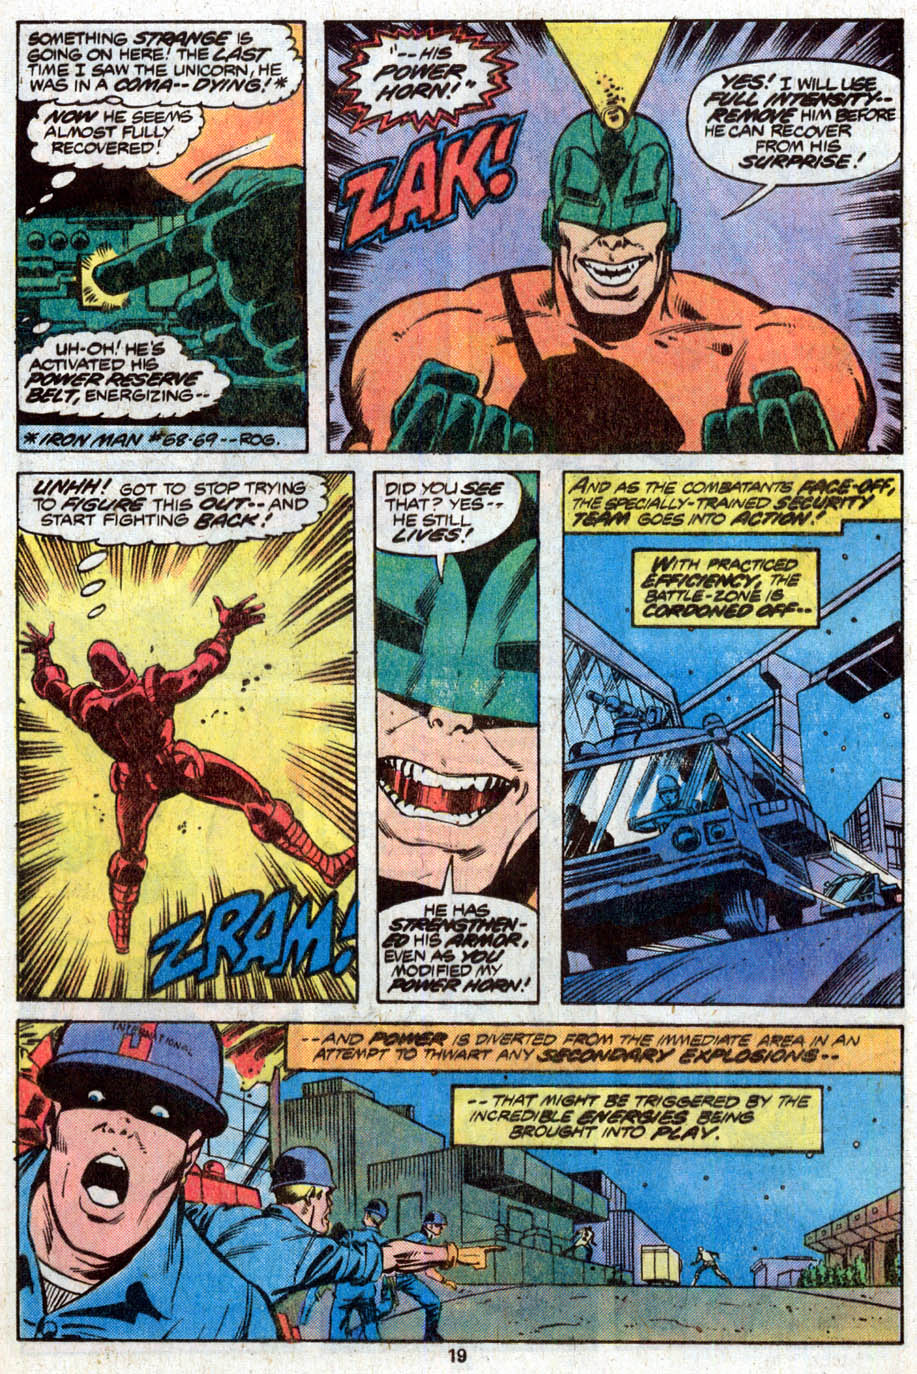 SOMETHING STRANGE IS
GOING ON HERE! THE LAST
TIME I SAW THE UNICORN, HE
WAS IN A COMA--DYING!*
NOW HE SEEMS
ALMOST FULLY
RECOVERED!
UH-OH! HE'S
ACTIVATED HIS
POWER RESERVE
BELT, ENERGIZING--
*IRON MAN #68-69--ROG.
"--HIS
POWER
HORN!"
ZAK!
YES! I WILL USE
FULL INTENSITY--
REMOVE HIM BEFORE
HE CAN RECOVER
FROM HIS
SURPRISE!
UNHH! GOT TO STOP TRYING
TO FIGURE THIS OUT--AND
START FIGHTING BACK!
ZRAM!
DID YOU SEE
THAT? YES--
HE STILL
LIVES!
HE HAS
STRENGTHEN-
ED HIS ARMOR,
EVEN AS YOU
MODIFIED MY
POWER HORN!
AND AS THE COMBATANTS FACE-OFF,
THE SPECIALLY-TRAINED SECURITY
TEAM GOES INTO ACTION!
WITH PRACTICED
EFFICIENCY, THE
BATTLE-ZONE IS
CORDONED OFF--
INTERNATIONAL
--AND POWER IS DIVERTED FROM THE IMMEDIATE AREA IN AN
ATTEMPT TO THWART ANY SECONDARY EXPLOSIONS--
--THAT MIGHT BE TRIGGERED BY THE
INCREDIBLE ENERGIES BEING
BROUGHT INTO PLAY.
19